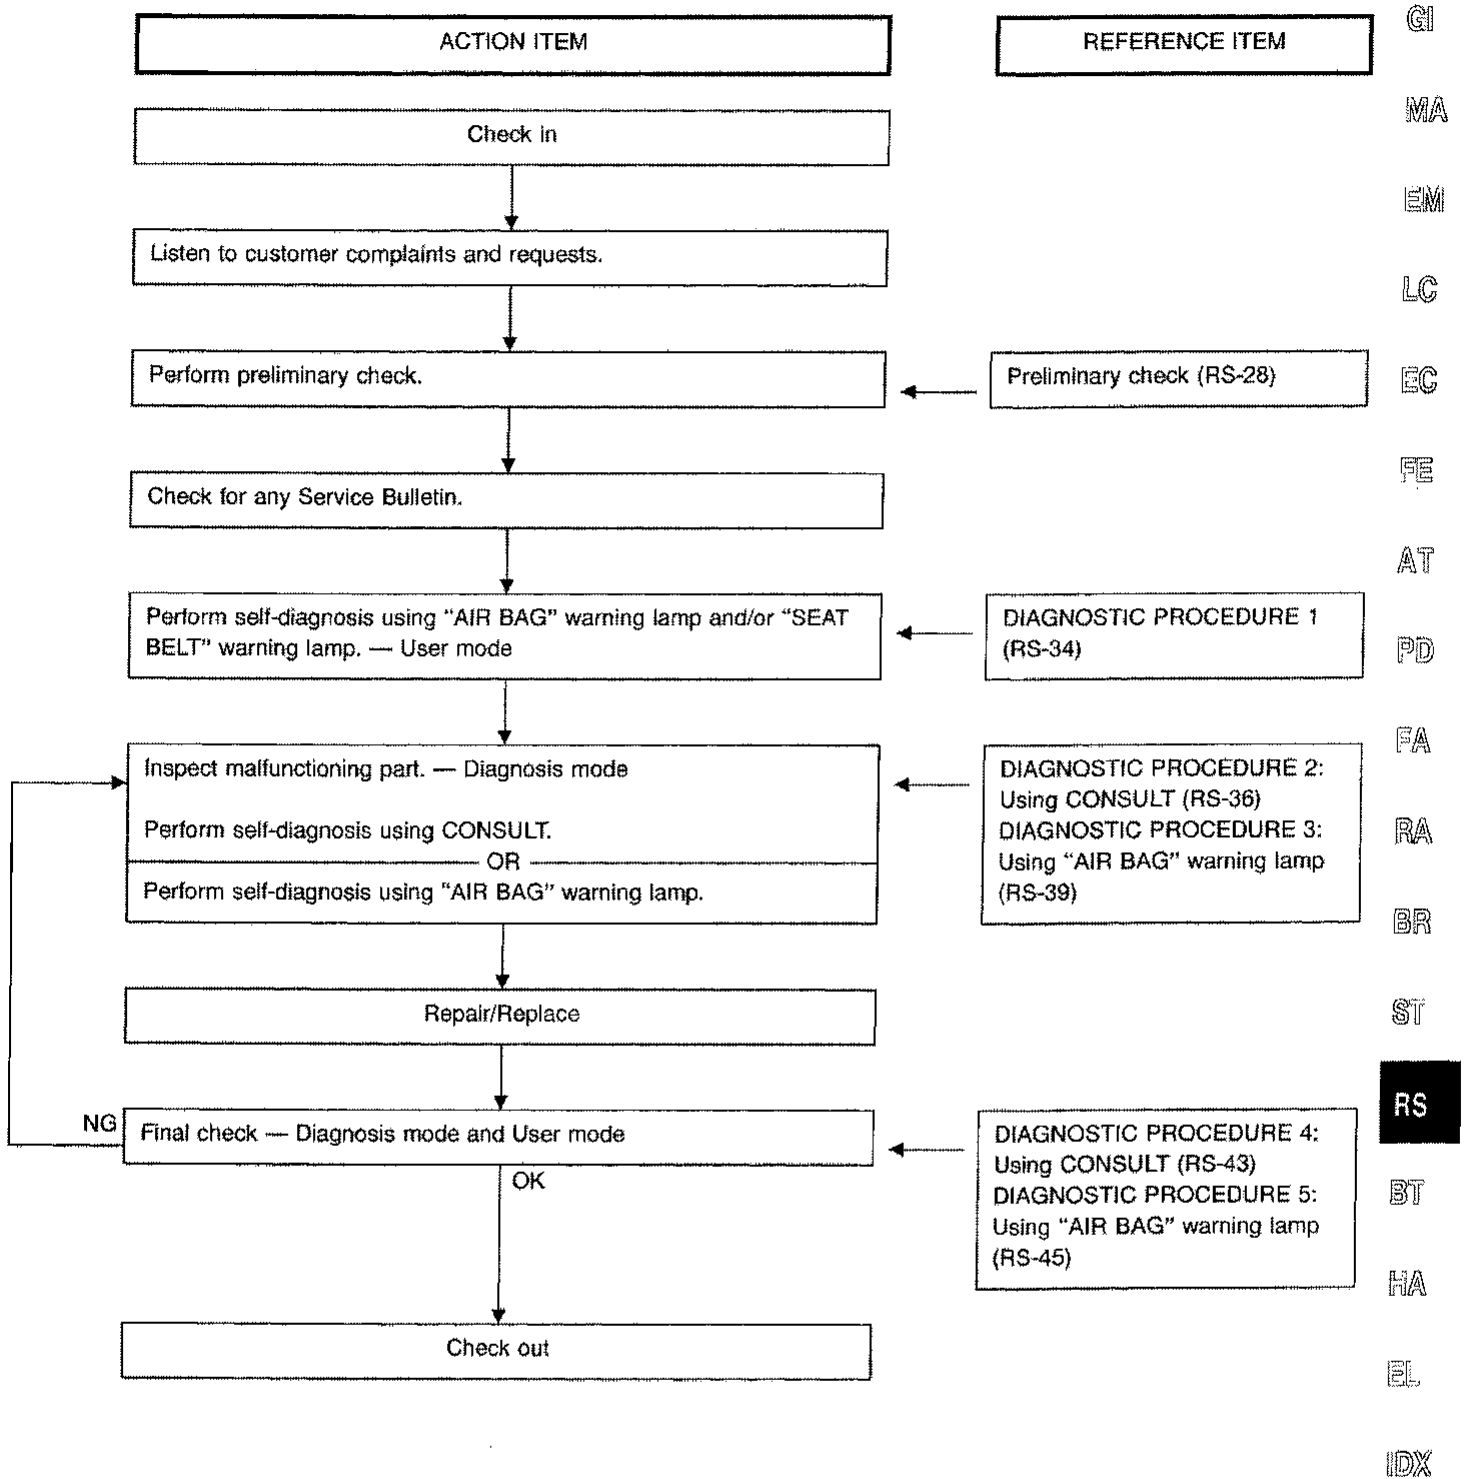 ACTION ITEM
REFERENCE ITEM
Check in
Listen to customer complaints and requests.
Perform preliminary check.
Preliminary check (RS-28)
Check for any Service Bulletin.
Perform self-diagnosis using "AIR BAG" warning lamp and/or "SEAT
BELT" warning lamp. — User mode
DIAGNOSTIC PROCEDURE 1
(RS-34)
Inspect malfunctioning part. — Diagnosis mode
Perform self-diagnosis using CONSULT.
OR
Perform self-diagnosis using "AIR BAG" warning lamp.
DIAGNOSTIC PROCEDURE 2:
Using CONSULT (RS-36)
DIAGNOSTIC PROCEDURE 3:
Using "AIR BAG" warning lamp
(RS-39)
Repair/Replace
NG
Final check — Diagnosis mode and User mode
OK
DIAGNOSTIC PROCEDURE 4:
Using CONSULT (RS-43)
DIAGNOSTIC PROCEDURE 5:
Using "AIR BAG" warning lamp
(RS-45)
Check out
GI
MA
EM
LC
EC
FE
AT
PD
FA
RA
BR
ST
RS
BT
HA
EL
IDX